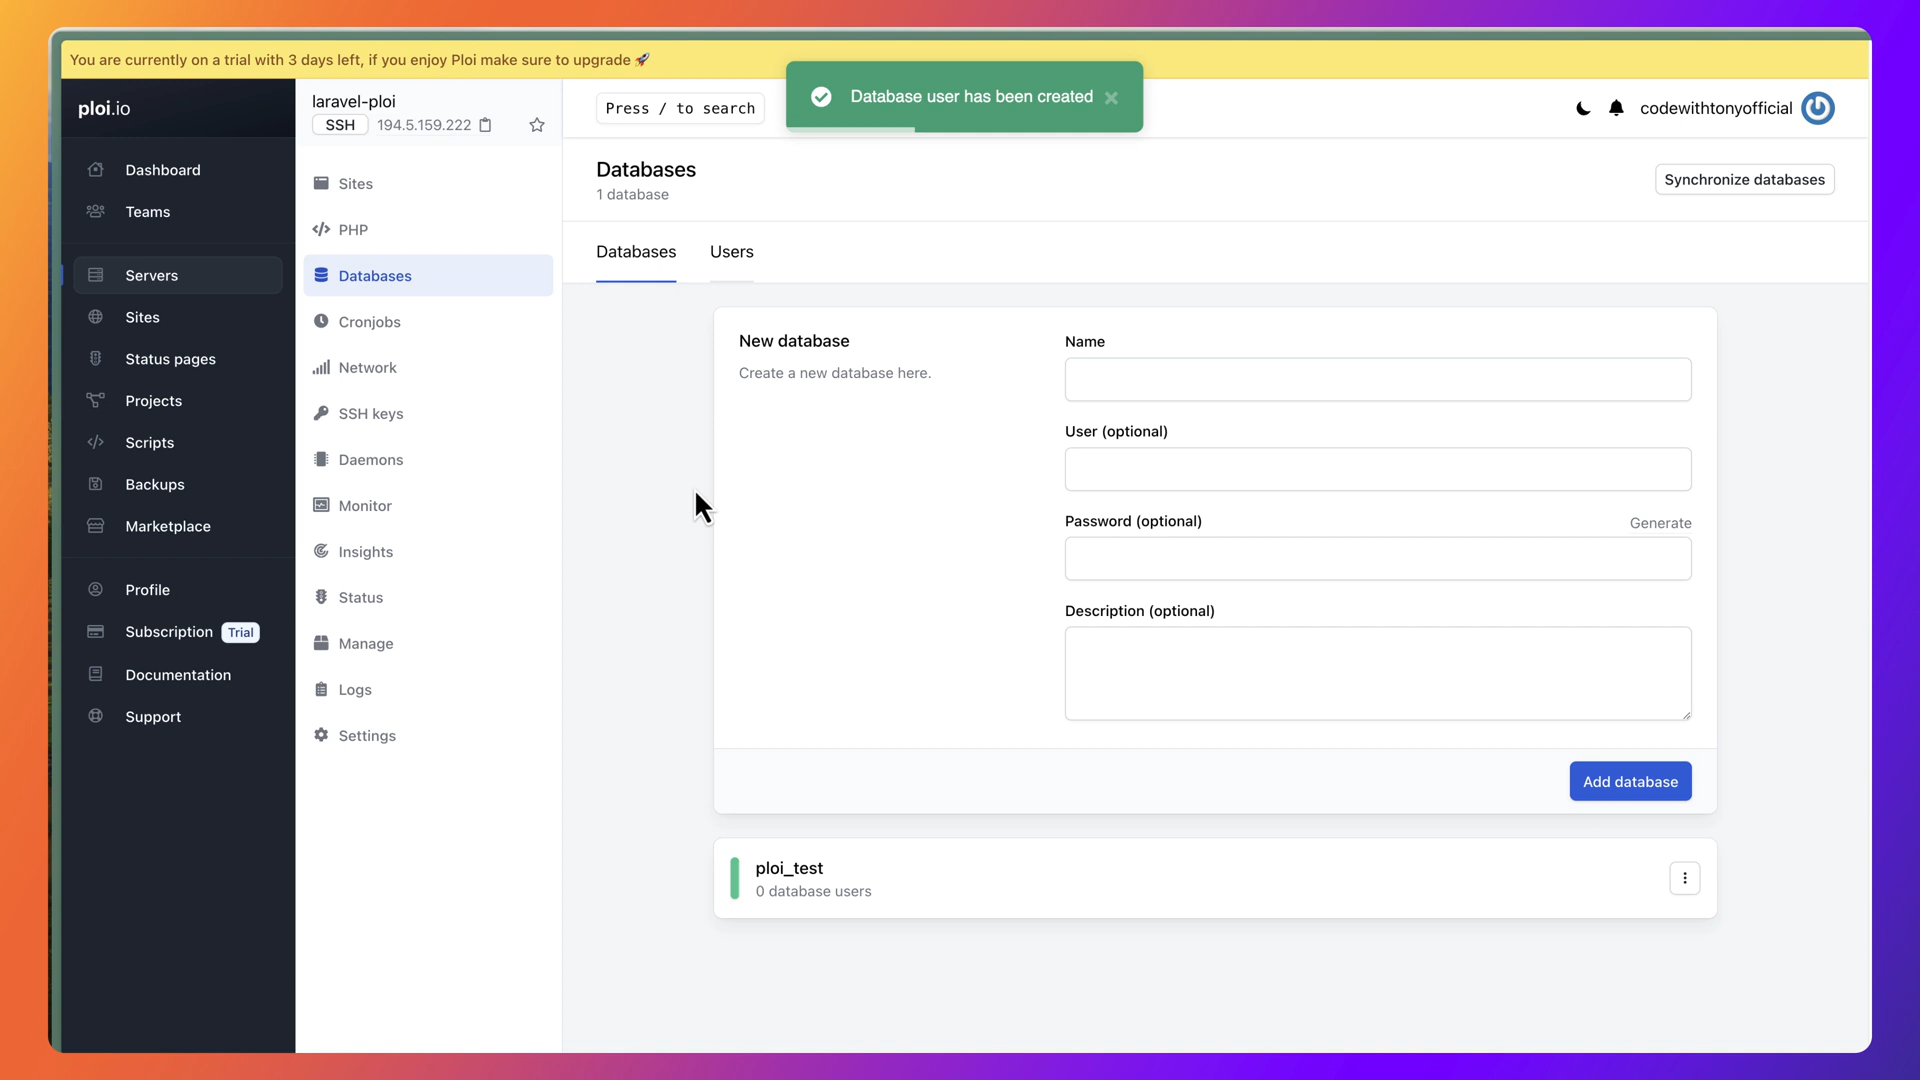 You are currently on a trial with 3 days left, if you enjoy Ploi make sure to upgrade 🚀
ploi.io
Dashboard
Teams
Servers
Sites
Status pages
Projects
Scripts
Backups
Marketplace
Profile
Subscription Trial
Documentation
Support
laravel-ploi
SSH 194.5.159.222
Sites
PHP
Databases
Cronjobs
Network
SSH keys
Daemons
Monitor
Insights
Status
Manage
Logs
Settings
Press / to search
Database user has been created
codewithtonyofficial
Databases
1 database
Synchronize databases
Databases Users
New database
Create a new database here.
Name
User (optional)
Password (optional) Generate
Description (optional)
Add database
ploi_test
0 database users